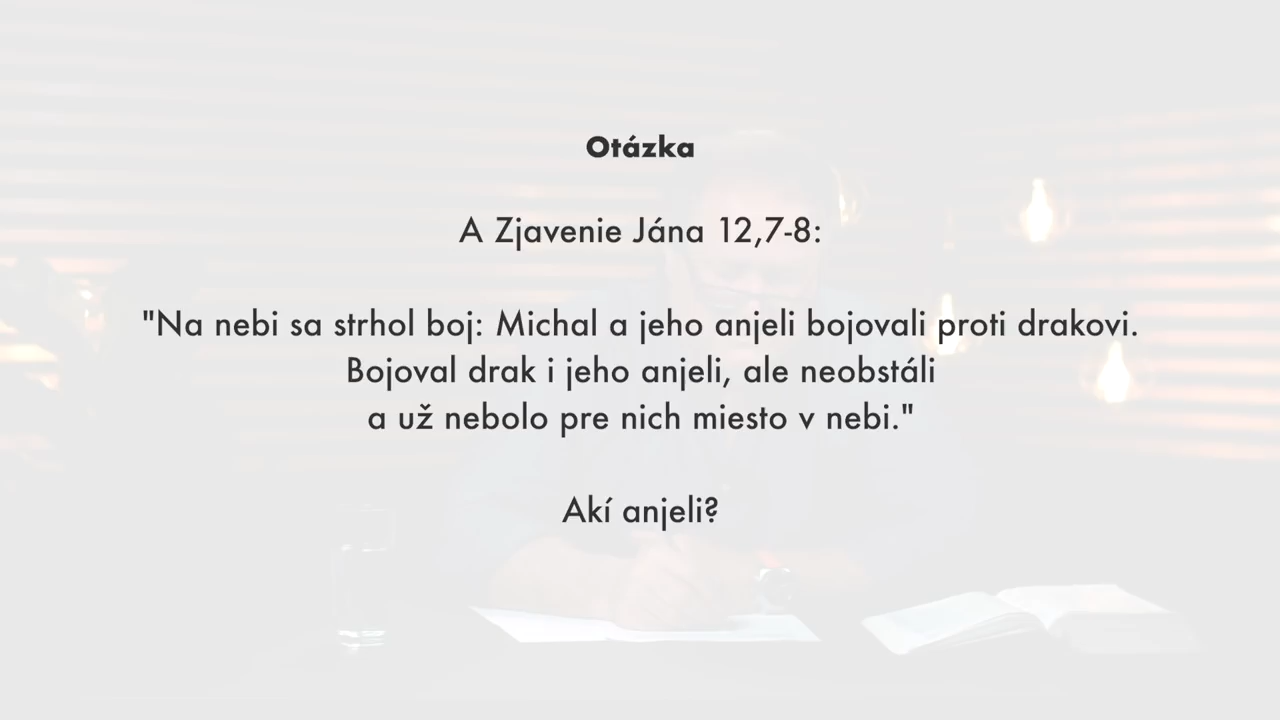 Otázka
A Zjavenie Jána 12,7-8:
"Na nebi sa strhol boj: Michal a jeho anjeli bojovali proti drakovi.
Bojoval drak i jeho anjeli, ale neobstáli
a už nebolo pre nich miesto v nebi."
Akí anjeli?